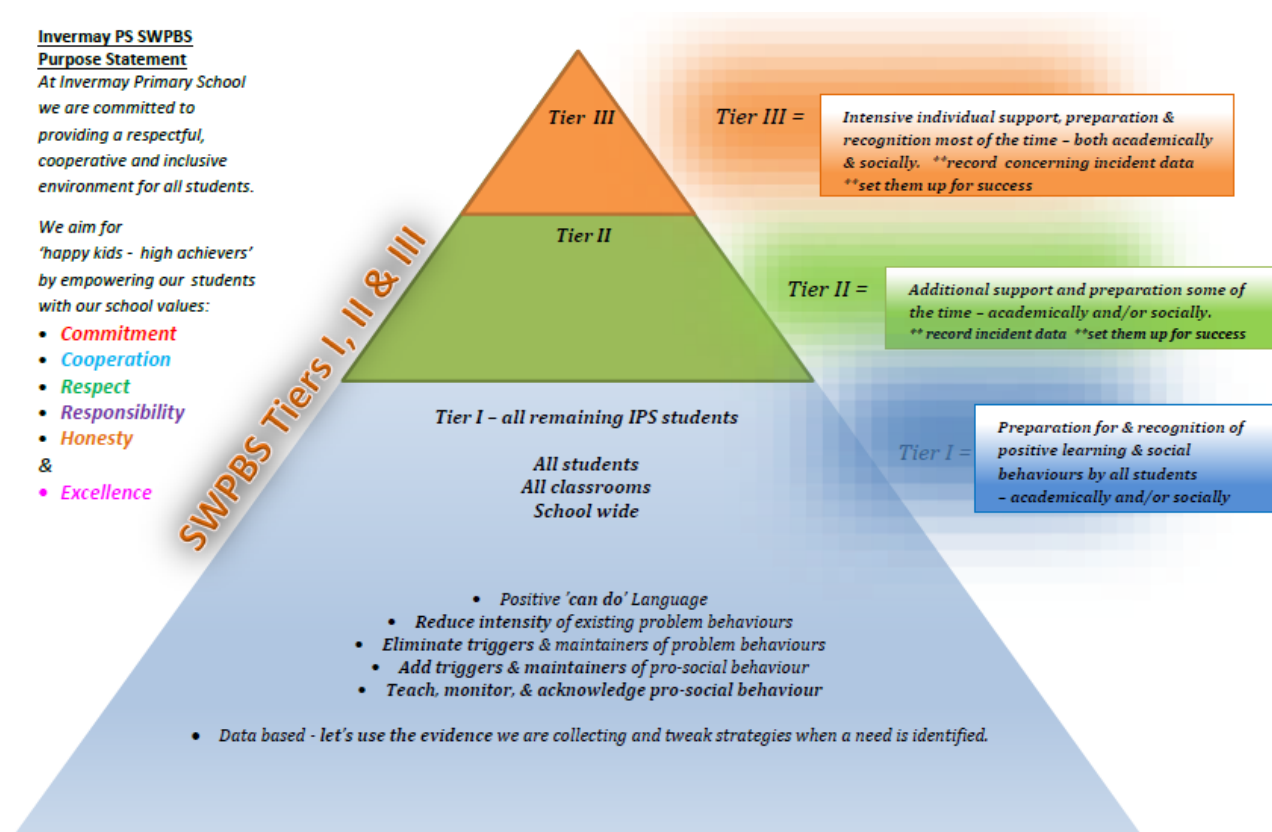 Invermay PS SWPBS
Purpose Statement
At Invermay Primary School
we are committed to
providing a respectful,
cooperative and inclusive
environment for all students.
We aim for
‘happy kids - high achievers’
by empowering our students
with our school values:
• Commitment
• Cooperation
• Respect
• Responsibility
• Honesty
&
• Excellence
SWPBS Tiers I, II & III
Tier III
Tier III =
Intensive individual support, preparation &
recognition most of the time – both academically
& socially. **record concerning incident data
**set them up for success
Tier II
Tier II =
Additional support and preparation some of
the time – academically and/or socially.
** record incident data **set them up for success
Tier I – all remaining IPS students
All students
All classrooms
School wide
Tier I =
Preparation for & recognition of
positive learning & social
behaviours by all students
– academically and/or socially
• Positive ‘can do’ Language
• Reduce intensity of existing problem behaviours
• Eliminate triggers & maintainers of problem behaviours
• Add triggers & maintainers of pro-social behaviour
• Teach, monitor, & acknowledge pro-social behaviour
• Data based - let’s use the evidence we are collecting and tweak strategies when a need is identified.